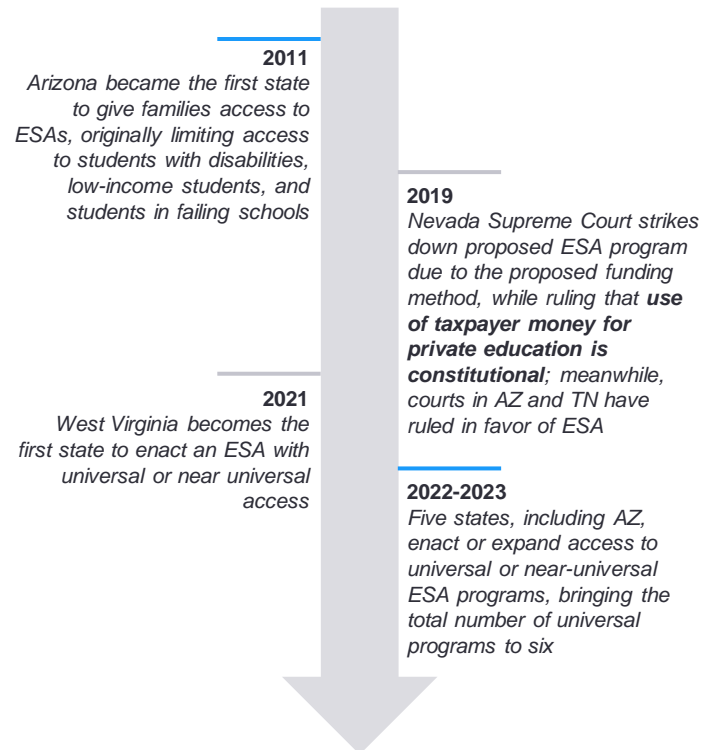 2011
Arizona became the first state
to give families access to
ESAs, originally limiting access
to students with disabilities,
low-income students, and
students in failing schools
2019
Nevada Supreme Court strikes
down proposed ESA program
due to the proposed funding
method, while ruling that use
of taxpayer money for
private education is
constitutional; meanwhile,
courts in AZ and TN have
ruled in favor of ESA
2021
West Virginia becomes the
first state to enact an ESA with
universal or near universal
access
2022-2023
Five states, including AZ,
enact or expand access to
universal or near-universal
ESA programs, bringing the
total number of universal
programs to six